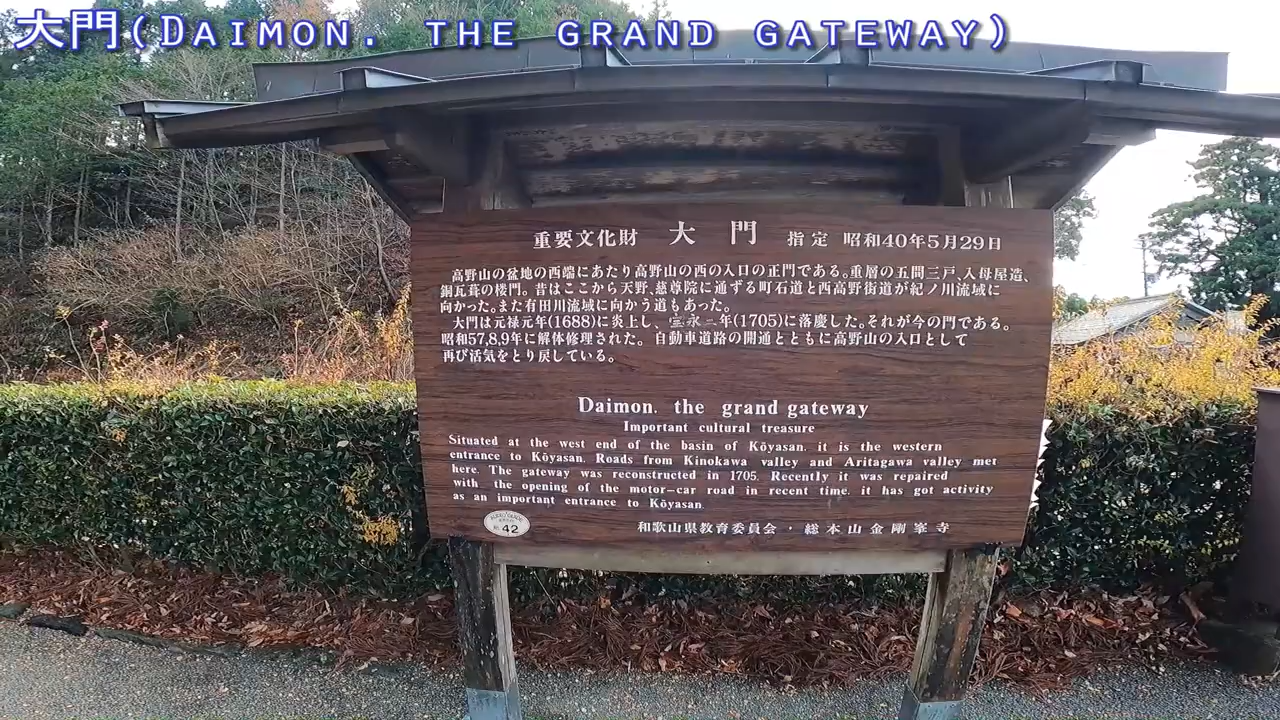 大門(DAIMON. THE GRAND GATEWAY)
重要文化財 大門 指定 昭和40年5月29日
高野山の盆地の西端にあたり高野山の西の入口の正門である。重層の五間三戸、入母屋造、
銅瓦葺の楼門。昔はここから天野、慈尊院に通ずる町石道と西高野街道が紀ノ川流域に
向かった。また有田川流域に向かう道もあった。
大門は元禄元年(1688)に炎上し、宝永二年(1705)に落慶した。それが今の門である。
昭和57,8,9年に解体修理された。自動車道路の開通とともに高野山の入口として
再び活気をとり戻している。
Daimon. the grand gateway
Important cultural treasure
Situated at the west end of the basin of Kōyasan. it is the western
entrance to Kōyasan. Roads from Kinokawa valley and Aritagawa valley met
here. The gateway was reconstructed in 1705. Recently it was repaired
with the opening of the motor-car road in recent time. it has got activity
as an important entrance to Kōyasan.
42
和歌山県教育委員会・総本山金剛峯寺